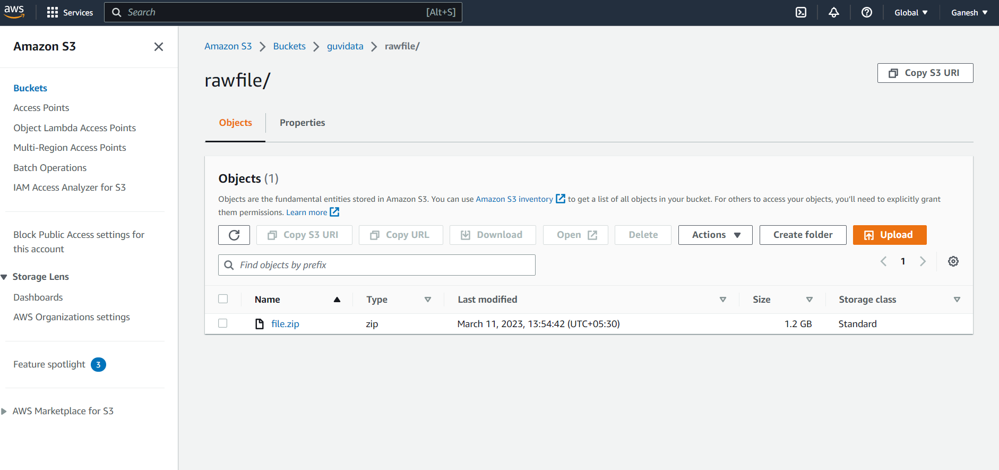 aws
Services
Search [Alt+S]
Global
Ganesh
Amazon S3
Buckets
Access Points
Object Lambda Access Points
Multi-Region Access Points
Batch Operations
IAM Access Analyzer for S3
Block Public Access settings for
this account
Storage Lens
Dashboards
AWS Organizations settings
Feature spotlight 3
AWS Marketplace for S3
Amazon S3 > Buckets > guvidata > rawfile/
rawfile/
Copy S3 URI
Objects
Properties
Objects (1)
Objects are the fundamental entities stored in Amazon S3. You can use Amazon S3 inventory to get a list of all objects in your bucket. For others to access your objects, you'll need to explicitly grant
them permissions. Learn more
Copy S3 URI
Copy URL
Download
Open
Delete
Actions
Create folder
Upload
Find objects by prefix
1
Name Type Last modified Size Storage class
file.zip zip March 11, 2023, 13:54:42 (UTC+05:30) 1.2 GB Standard